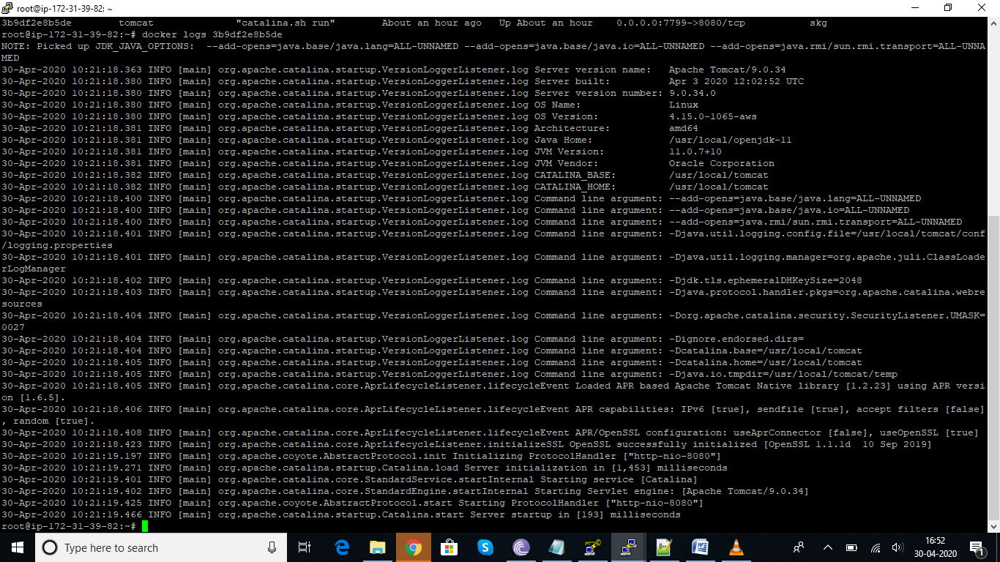 root@ip-172-31-39-82: ~
3b9df2e8b5de        tomcat              "catalina.sh run"        About an hour ago   Up About an hour    0.0.0.0:7799->8080/tcp           skg
root@ip-172-31-39-82:~# docker logs 3b9df2e8b5de
NOTE: Picked up JDK_JAVA_OPTIONS:  --add-opens=java.base/java.lang=ALL-UNNAMED --add-opens=java.base/java.io=ALL-UNNAMED --add-opens=java.rmi/sun.rmi.transport=ALL-UNNA
MED
30-Apr-2020 10:21:18.363 INFO [main] org.apache.catalina.startup.VersionLoggerListener.log Server version name:   Apache Tomcat/9.0.34
30-Apr-2020 10:21:18.380 INFO [main] org.apache.catalina.startup.VersionLoggerListener.log Server built:          Apr 3 2020 12:02:52 UTC
30-Apr-2020 10:21:18.380 INFO [main] org.apache.catalina.startup.VersionLoggerListener.log Server version number: 9.0.34.0
30-Apr-2020 10:21:18.380 INFO [main] org.apache.catalina.startup.VersionLoggerListener.log OS Name:               Linux
30-Apr-2020 10:21:18.380 INFO [main] org.apache.catalina.startup.VersionLoggerListener.log OS Version:            4.15.0-1065-aws
30-Apr-2020 10:21:18.381 INFO [main] org.apache.catalina.startup.VersionLoggerListener.log Architecture:          amd64
30-Apr-2020 10:21:18.381 INFO [main] org.apache.catalina.startup.VersionLoggerListener.log Java Home:             /usr/local/openjdk-11
30-Apr-2020 10:21:18.381 INFO [main] org.apache.catalina.startup.VersionLoggerListener.log JVM Version:           11.0.7+10
30-Apr-2020 10:21:18.381 INFO [main] org.apache.catalina.startup.VersionLoggerListener.log JVM Vendor:            Oracle Corporation
30-Apr-2020 10:21:18.382 INFO [main] org.apache.catalina.startup.VersionLoggerListener.log CATALINA_BASE:         /usr/local/tomcat
30-Apr-2020 10:21:18.382 INFO [main] org.apache.catalina.startup.VersionLoggerListener.log CATALINA_HOME:         /usr/local/tomcat
30-Apr-2020 10:21:18.400 INFO [main] org.apache.catalina.startup.VersionLoggerListener.log Command line argument: --add-opens=java.base/java.lang=ALL-UNNAMED
30-Apr-2020 10:21:18.400 INFO [main] org.apache.catalina.startup.VersionLoggerListener.log Command line argument: --add-opens=java.base/java.io=ALL-UNNAMED
30-Apr-2020 10:21:18.400 INFO [main] org.apache.catalina.startup.VersionLoggerListener.log Command line argument: --add-opens=java.rmi/sun.rmi.transport=ALL-UNNAMED
30-Apr-2020 10:21:18.401 INFO [main] org.apache.catalina.startup.VersionLoggerListener.log Command line argument: -Djava.util.logging.config.file=/usr/local/tomcat/conf
/logging.properties
30-Apr-2020 10:21:18.401 INFO [main] org.apache.catalina.startup.VersionLoggerListener.log Command line argument: -Djava.util.logging.manager=org.apache.juli.ClassLoade
rLogManager
30-Apr-2020 10:21:18.402 INFO [main] org.apache.catalina.startup.VersionLoggerListener.log Command line argument: -Djdk.tls.ephemeralDHKeySize=2048
30-Apr-2020 10:21:18.403 INFO [main] org.apache.catalina.startup.VersionLoggerListener.log Command line argument: -Djava.protocol.handler.pkgs=org.apache.catalina.webre
sources
30-Apr-2020 10:21:18.404 INFO [main] org.apache.catalina.startup.VersionLoggerListener.log Command line argument: -Dorg.apache.catalina.security.SecurityListener.UMASK=
0027
30-Apr-2020 10:21:18.404 INFO [main] org.apache.catalina.startup.VersionLoggerListener.log Command line argument: -Dignore.endorsed.dirs=
30-Apr-2020 10:21:18.404 INFO [main] org.apache.catalina.startup.VersionLoggerListener.log Command line argument: -Dcatalina.base=/usr/local/tomcat
30-Apr-2020 10:21:18.405 INFO [main] org.apache.catalina.startup.VersionLoggerListener.log Command line argument: -Dcatalina.home=/usr/local/tomcat
30-Apr-2020 10:21:18.405 INFO [main] org.apache.catalina.startup.VersionLoggerListener.log Command line argument: -Djava.io.tmpdir=/usr/local/tomcat/temp
30-Apr-2020 10:21:18.405 INFO [main] org.apache.catalina.core.AprLifecycleListener.lifecycleEvent Loaded APR based Apache Tomcat Native library [1.2.23] using APR versi
on [1.6.5].
30-Apr-2020 10:21:18.406 INFO [main] org.apache.catalina.core.AprLifecycleListener.lifecycleEvent APR capabilities: IPv6 [true], sendfile [true], accept filters [false]
, random [true].
30-Apr-2020 10:21:18.408 INFO [main] org.apache.catalina.core.AprLifecycleListener.lifecycleEvent APR/OpenSSL configuration: useAprConnector [false], useOpenSSL [true]
30-Apr-2020 10:21:18.423 INFO [main] org.apache.catalina.core.AprLifecycleListener.initializeSSL OpenSSL successfully initialized [OpenSSL 1.1.1d  10 Sep 2019]
30-Apr-2020 10:21:19.197 INFO [main] org.apache.coyote.AbstractProtocol.init Initializing ProtocolHandler ["http-nio-8080"]
30-Apr-2020 10:21:19.271 INFO [main] org.apache.catalina.startup.Catalina.load Server initialization in [1,453] milliseconds
30-Apr-2020 10:21:19.401 INFO [main] org.apache.catalina.core.StandardService.startInternal Starting service [Catalina]
30-Apr-2020 10:21:19.402 INFO [main] org.apache.catalina.core.StandardEngine.startInternal Starting Servlet engine: [Apache Tomcat/9.0.34]
30-Apr-2020 10:21:19.425 INFO [main] org.apache.coyote.AbstractProtocol.start Starting ProtocolHandler ["http-nio-8080"]
30-Apr-2020 10:21:19.466 INFO [main] org.apache.catalina.startup.Catalina.start Server startup in [193] milliseconds
root@ip-172-31-39-82:~#
Type here to search
16:52
30-04-2020
1